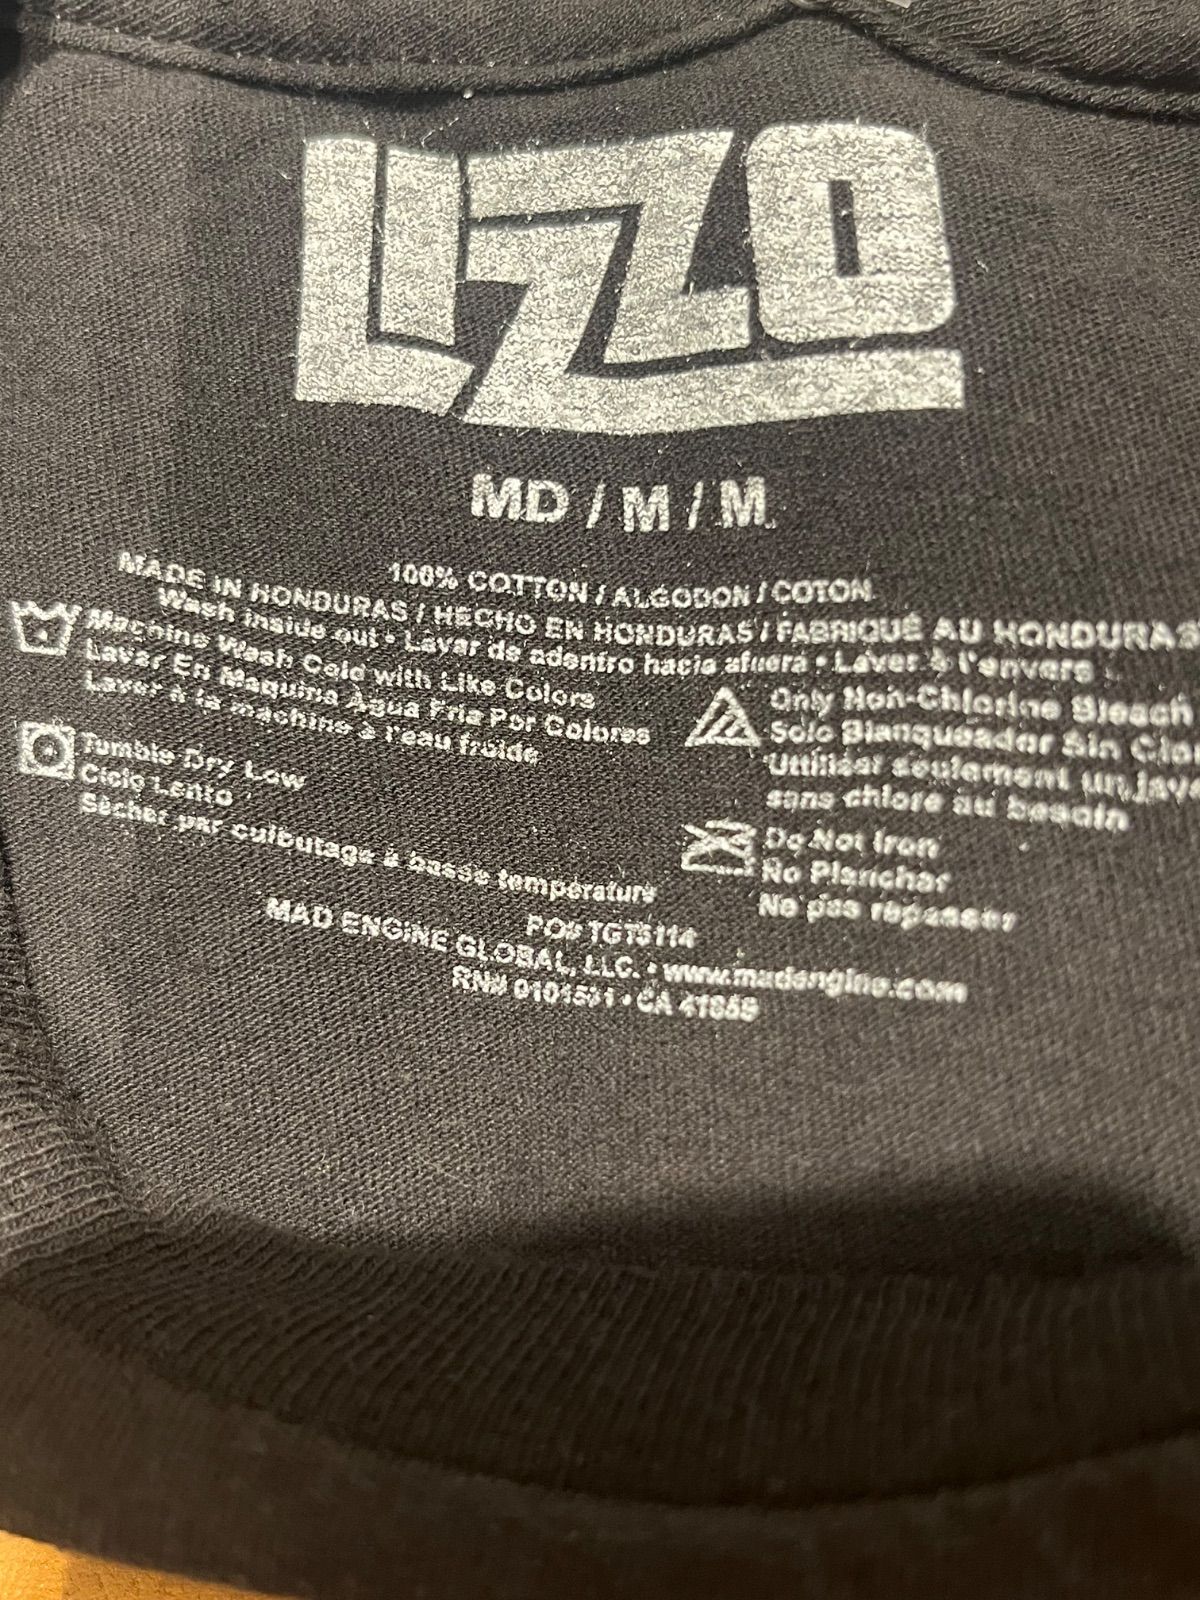 LIZZO
MD / M / M
100% COTTON / ALGODON / COTON
MADE IN HONDURAS / HECHO EN HONDURAS / FABRIQUÉ AU HONDURAS
Wash inside out • Lavar de adentro hacia afuera • Laver à l'envers
Machine Wash Cold with Like Colors
Lavar En Maquina Agua Fria Por Colores
Laver à la machine à l'eau froide
Only Non-Chlorine Bleach
Solo Blanqueador Sin
Utiliser seulement un
sans chlore au besoin
Tumble Dry Low
Ciclo Lento
Sécher par culbutage à basse température
Do Not Iron
No Planchar
Ne pas repasser
PO# TGT5114
MAD ENGINE GLOBAL, LLC. • www.madengine.com
RN# • CA